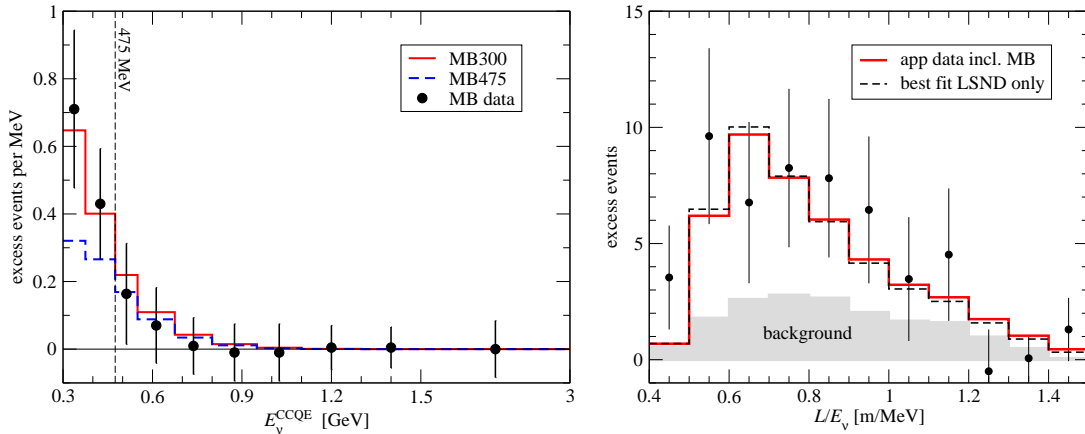 1
0.8
0.6
0.4
0.2
0
excess events per MeV
475 MeV
MB300
MB475
MB data
0.3
0.6
0.9
1.2
1.5
3
E_ν^CCQE [GeV]
15
10
5
0
excess events
app data incl. MB
best fit LSND only
background
0.4
0.6
0.8
1
1.2
1.4
L/E_ν [m/MeV]